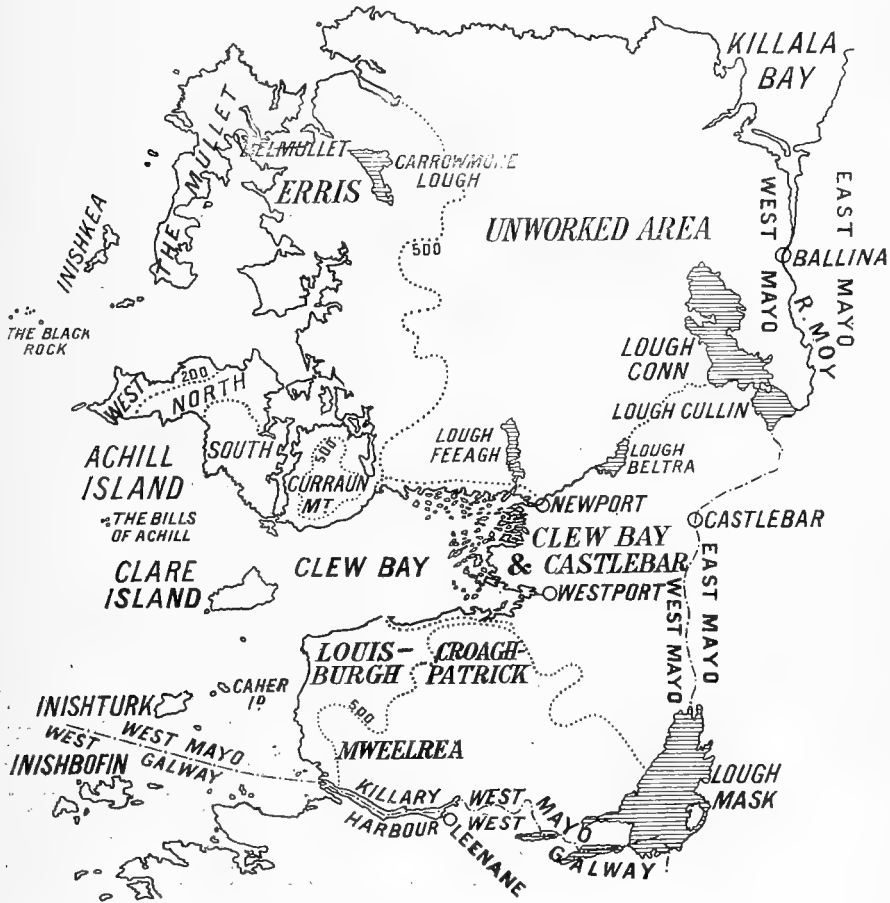 KILLALA
BAY
THE MULLET
BELMULLET
CARROWMORE
LOUGH
ERRIS
INISHKEA
UNWORKED AREA
500
WEST MAYO
EAST MAYO
BALLINA
R. MOY
THE BLACK
ROCK
LOUGH
CONN
LOUGH CULLIN
WEST
200
NORTH
SOUTH
500
CURRAUN
MT.
ACHILL
ISLAND
LOUGH
FEEAGH
LOUGH
BELTRA
THE BILLS
OF ACHILL
NEWPORT
CASTLEBAR
CLEW BAY
& CASTLEBAR
CLARE
ISLAND
CLEW BAY
WESTPORT
WEST MAYO
EAST MAYO
LOUIS-
BURGH
CROAGH-
PATRICK
CAHER
ID
500
INISHTURK
WEST MAYO
WEST GALWAY
INISHBOFIN
MWEELREA
LOUGH
MASK
KILLARY
HARBOUR
LEENANE
WEST MAYO
WEST GALWAY